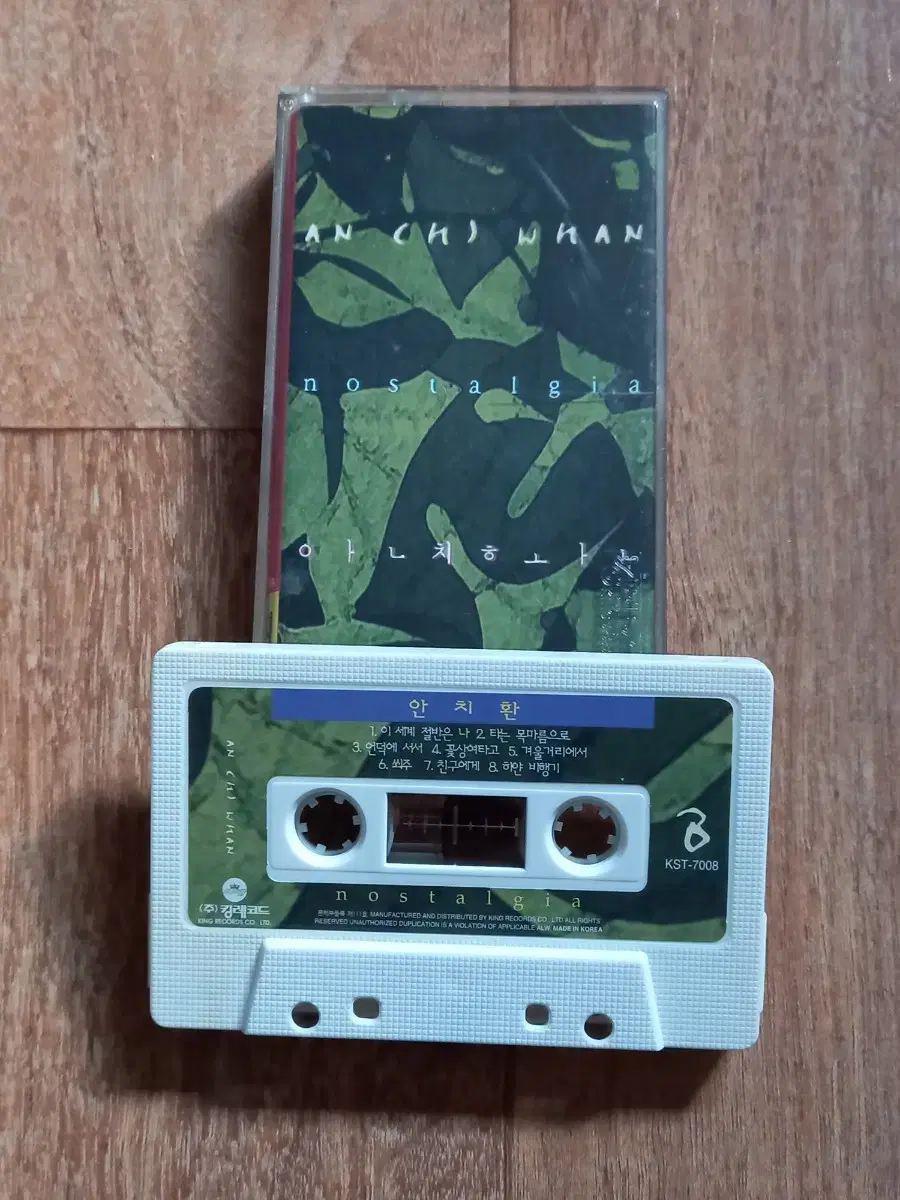 AN CHI WHAN
nostalgia
ㅇㅏㄴ치ㅎㅗㅏㄴ
안치환
1. 이 세계 절반은 나 2. 타는 목마름으로
3. 언덕에 서서 4. 꽃상여타고 5. 겨울거리에서
6. 쐬주 7. 친구에게 8. 하얀 비행기
AN CHI WHAN
B
KST-7008
(주) 킹레코드
KING RECORDS CO., LTD.
nostalgia
MANUFACTURED AND DISTRIBUTED BY KING RECORDS CO., LTD ALL RIGHTS
RESERVED UNAUTHORIZED DUPLICATION IS A VIOLATION OF APPLICABLE ALW. MADE IN KOREA